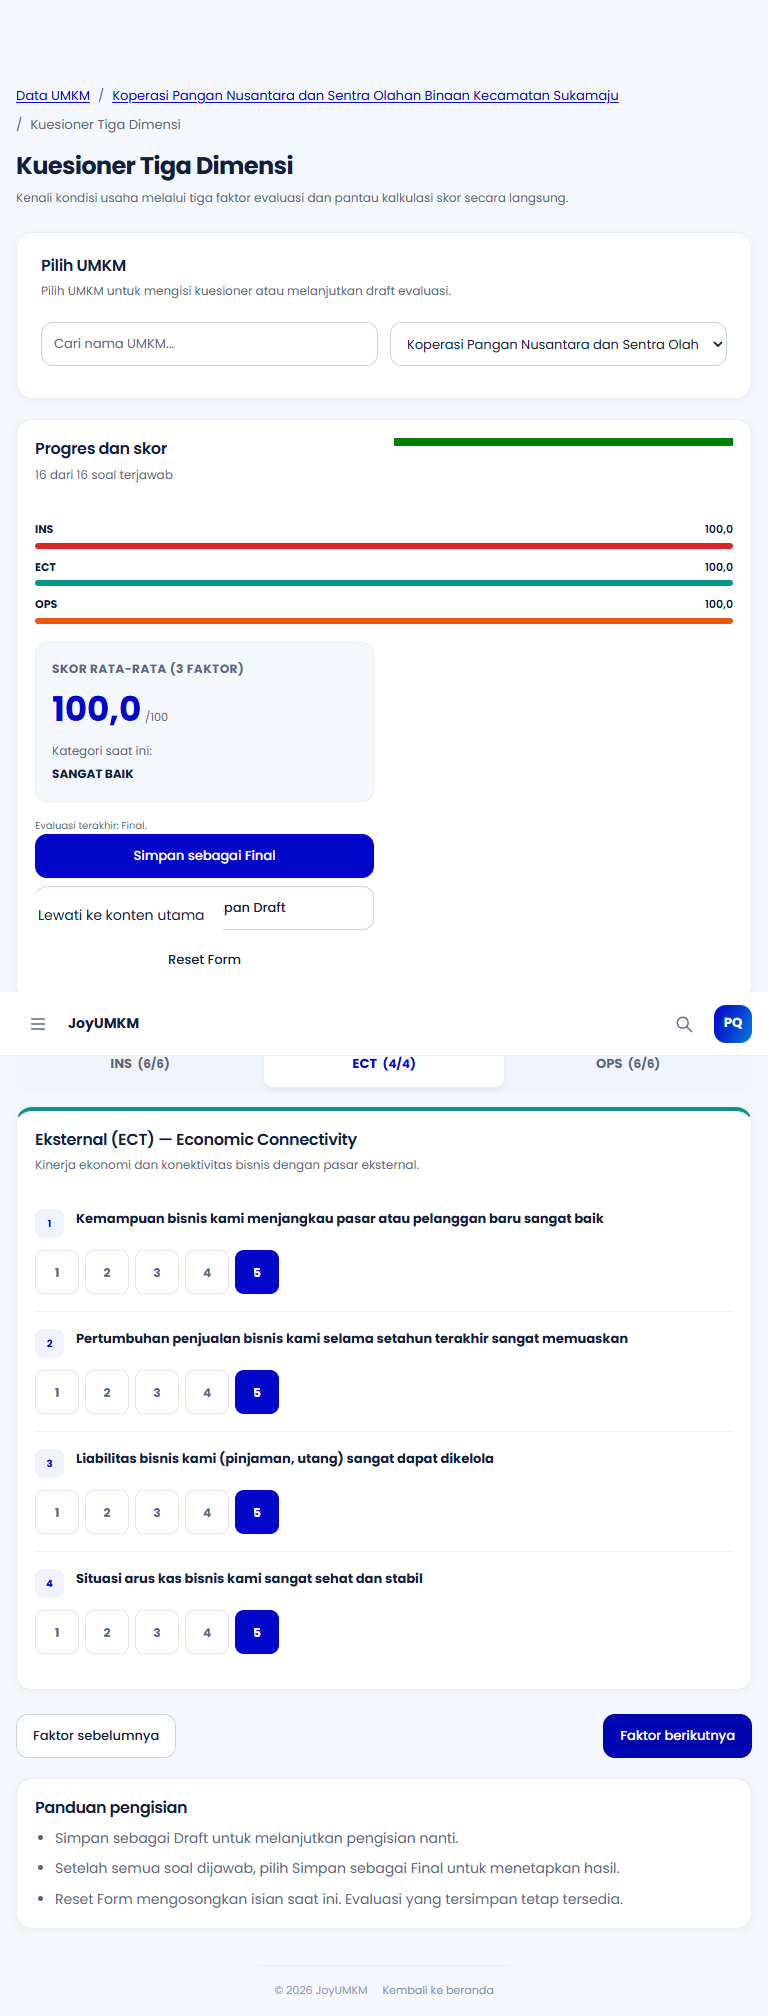 Data UMKM / Koperasi Pangan Nusantara dan Sentra Olahan Binaan Kecamatan Sukamaju
/ Kuesioner Tiga Dimensi
Kuesioner Tiga Dimensi
Kenali kondisi usaha melalui tiga faktor evaluasi dan pantau kalkulasi skor secara langsung.
Pilih UMKM
Pilih UMKM untuk mengisi kuesioner atau melanjutkan draft evaluasi.
Cari nama UMKM...
Koperasi Pangan Nusantara dan Sentra Olah
Progres dan skor
16 dari 16 soal terjawab
INS 100,0
ECT 100,0
OPS 100,0
SKOR RATA-RATA (3 FAKTOR)
100,0 /100
Kategori saat ini:
SANGAT BAIK
Evaluasi terakhir: Final.
Simpan sebagai Final
pan Draft
Lewati ke konten utama
Reset Form
JoyUMKM
PQ
INS (6/6)
ECT (4/4)
OPS (6/6)
Eksternal (ECT) — Economic Connectivity
Kinerja ekonomi dan konektivitas bisnis dengan pasar eksternal.
1 Kemampuan bisnis kami menjangkau pasar atau pelanggan baru sangat baik
1 2 3 4 5
2 Pertumbuhan penjualan bisnis kami selama setahun terakhir sangat memuaskan
1 2 3 4 5
3 Liabilitas bisnis kami (pinjaman, utang) sangat dapat dikelola
1 2 3 4 5
4 Situasi arus kas bisnis kami sangat sehat dan stabil
1 2 3 4 5
Faktor sebelumnya
Faktor berikutnya
Panduan pengisian
• Simpan sebagai Draft untuk melanjutkan pengisian nanti.
• Setelah semua soal dijawab, pilih Simpan sebagai Final untuk menetapkan hasil.
• Reset Form mengosongkan isian saat ini. Evaluasi yang tersimpan tetap tersedia.
© 2026 JoyUMKM Kembali ke beranda